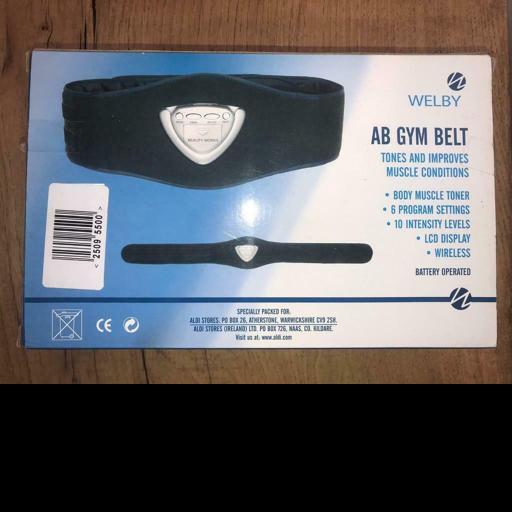 WELBY
AB GYM BELT
TONES AND IMPROVES
MUSCLE CONDITIONS
• BODY MUSCLE TONER
• 6 PROGRAM SETTINGS
• 10 INTENSITY LEVELS
• LCD DISPLAY
• WIRELESS
BATTERY OPERATED
< 2509 5500 >
CE
SPECIALLY PACKED FOR:
ALDI STORES. PO BOX 26, ATHERSTONE, WARWICKSHIRE CV9 2SH.
ALDI STORES (IRELAND) LTD. PO BOX 726, NAAS, CO. KILDARE.
Visit us at: www.aldi.com